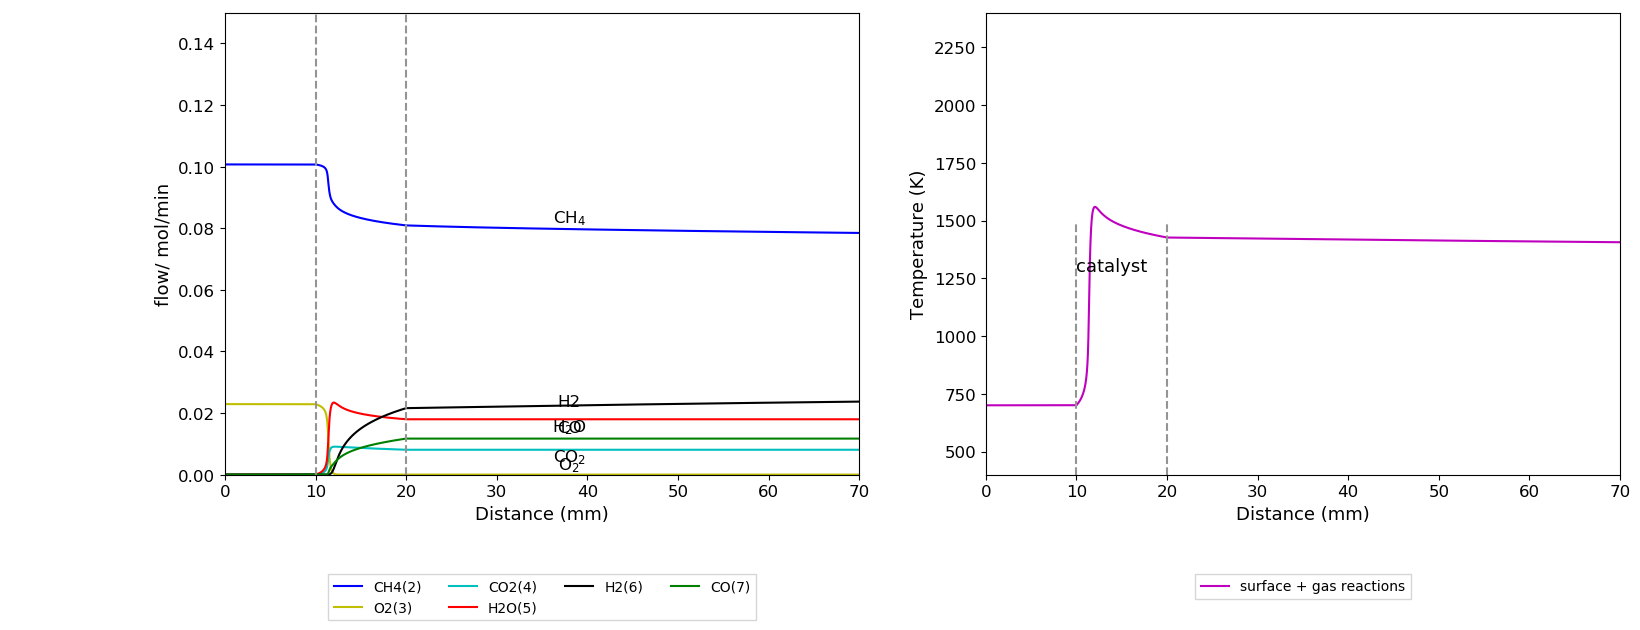 0.14
0.12
0.10
0.08
0.06
0.04
0.02
0.00
flow/ mol/min
CH4
H2
H2O
CO
CO2
O2
0 10 20 30 40 50 60 70
Distance (mm)
CH4(2) CO2(4) H2(6) CO(7)
O2(3) H2O(5)
2250
2000
1750
1500
1250
1000
750
500
Temperature (K)
catalyst
0 10 20 30 40 50 60 70
Distance (mm)
surface + gas reactions